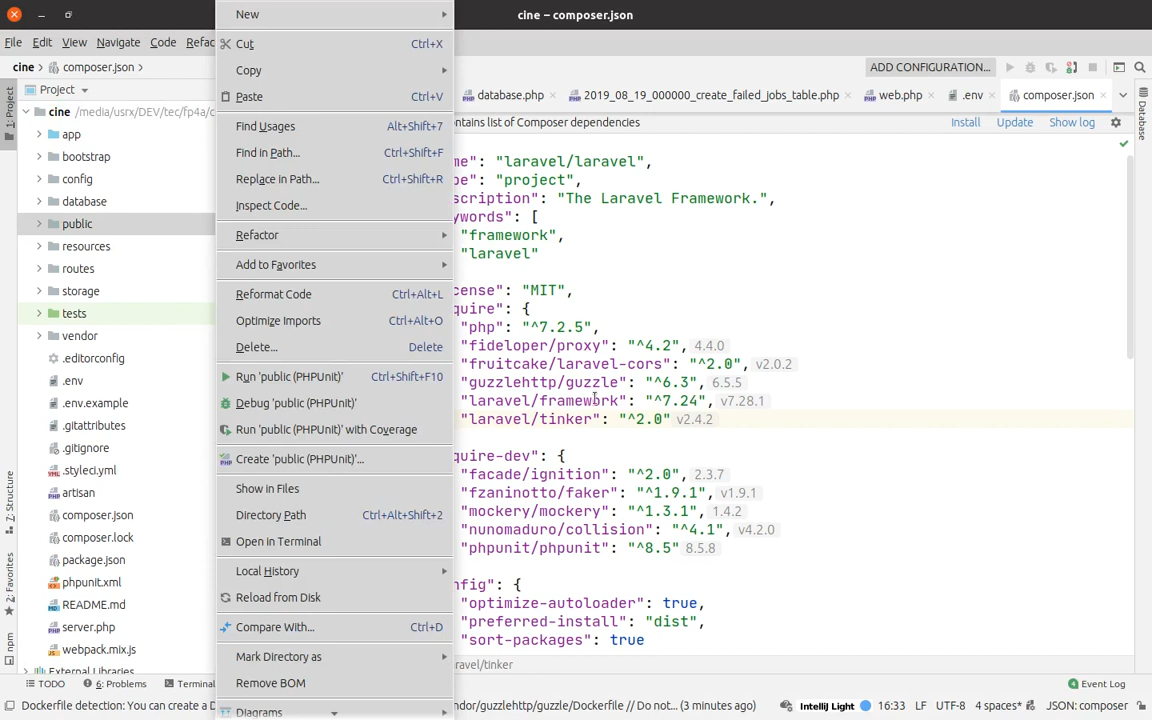 cine – composer.json
File Edit View Navigate Code Refac
cine composer.json
ADD CONFIGURATION...
Project
database.php
2019_08_19_000000_create_failed_jobs_table.php
web.php
.env
composer.json
ontains list of Composer dependencies
Install Update Show log
1: Project
7: Structure
2: Favorites
npm
Database
cine /media/usrx/DEV/tec/fp4a/c
app
bootstrap
config
database
public
resources
routes
storage
tests
vendor
.editorconfig
.env
.env.example
.gitattributes
.gitignore
.styleci.yml
artisan
composer.json
composer.lock
package.json
phpunit.xml
README.md
server.php
webpack.mix.js
External Libraries
New
Cut Ctrl+X
Copy
Paste Ctrl+V
Find Usages Alt+Shift+7
Find in Path... Ctrl+Shift+F
Replace in Path... Ctrl+Shift+R
Inspect Code...
Refactor
Add to Favorites
Reformat Code Ctrl+Alt+L
Optimize Imports Ctrl+Alt+O
Delete... Delete
Run 'public (PHPUnit)' Ctrl+Shift+F10
Debug 'public (PHPUnit)'
Run 'public (PHPUnit)' with Coverage
Create 'public (PHPUnit)'...
Show in Files
Directory Path Ctrl+Alt+Shift+2
Open in Terminal
Local History
Reload from Disk
Compare With... Ctrl+D
Mark Directory as
Remove BOM
Diagrams
me": "laravel/laravel",
pe": "project",
scription": "The Laravel Framework.",
ywords": [
"framework",
"laravel"
cense": "MIT",
quire": {
"php": "^7.2.5",
"fideloper/proxy": "^4.2", 4.4.0
"fruitcake/laravel-cors": "^2.0", v2.0.2
"guzzlehttp/guzzle": "^6.3", 6.5.5
"laravel/framework": "^7.24", v7.28.1
"laravel/tinker": "^2.0" v2.4.2
quire-dev": {
"facade/ignition": "^2.0", 2.3.7
"fzaninotto/faker": "^1.9.1", v1.9.1
"mockery/mockery": "^1.3.1", 1.4.2
"nunomaduro/collision": "^4.1", v4.2.0
"phpunit/phpunit": "^8.5" 8.5.8
nfig": {
"optimize-autoloader": true,
"preferred-install": "dist",
"sort-packages": true
ravel/tinker
TODO 6: Problems Terminal
4 Event Log
Dockerfile detection: You can create a D
endor/guzzlehttp/guzzle/Dockerfile // Do not... (3 minutes ago)
IntelliJ Light 16:33 LF UTF-8 4 spaces* JSON: composer